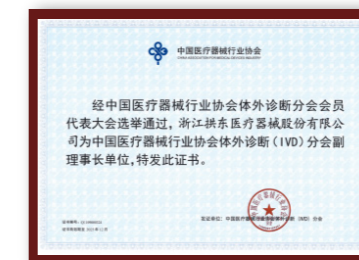 中国医疗器械行业协会
经中国医疗器械行业协会体外诊断分会会员
代表大会选举通过，浙江拱东医疗器械股份有限公
司为中国医疗器械行业协会体外诊断（IVD）分会副
理事长单位，特发此证书。